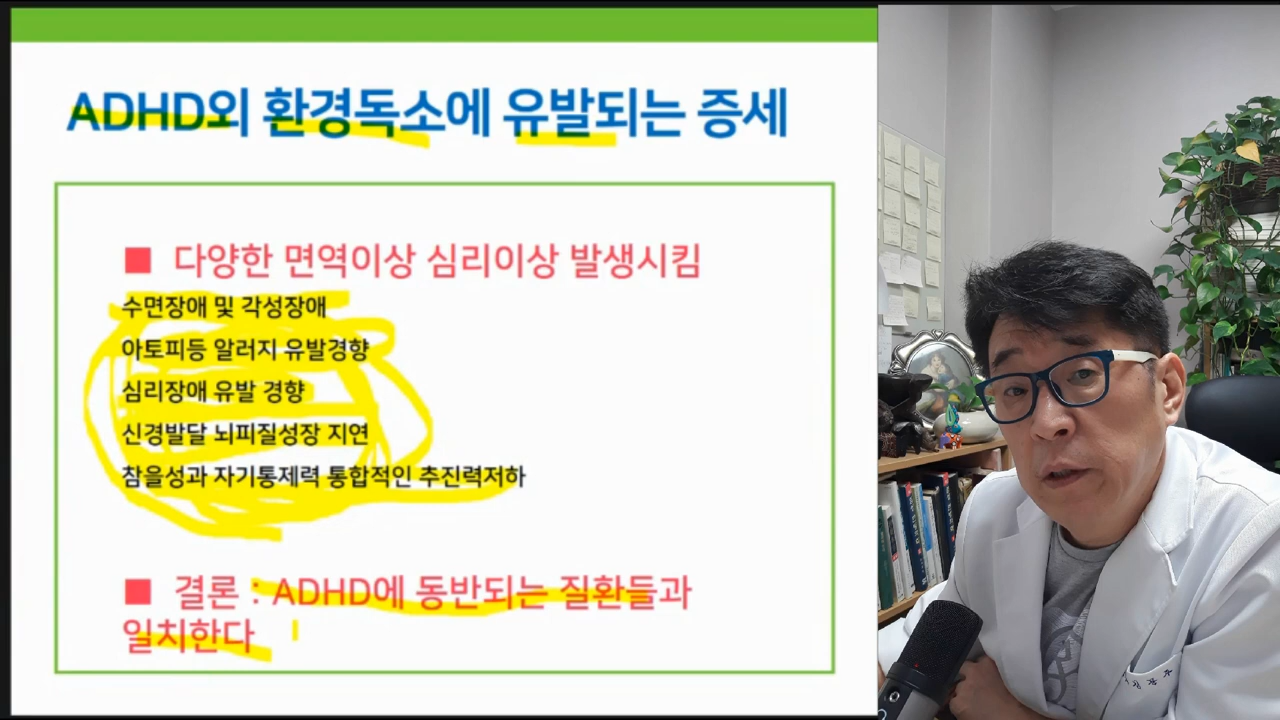 ADHD외 환경독소에 유발되는 증세
■ 다양한 면역이상 심리이상 발생시킴
수면장애 및 각성장애
아토피등 알러지 유발경향
심리장애 유발 경향
신경발달 뇌피질성장 지연
참을성과 자기통제력 통합적인 추진력저하
■ 결론 : ADHD에 동반되는 질환들과
일치한다